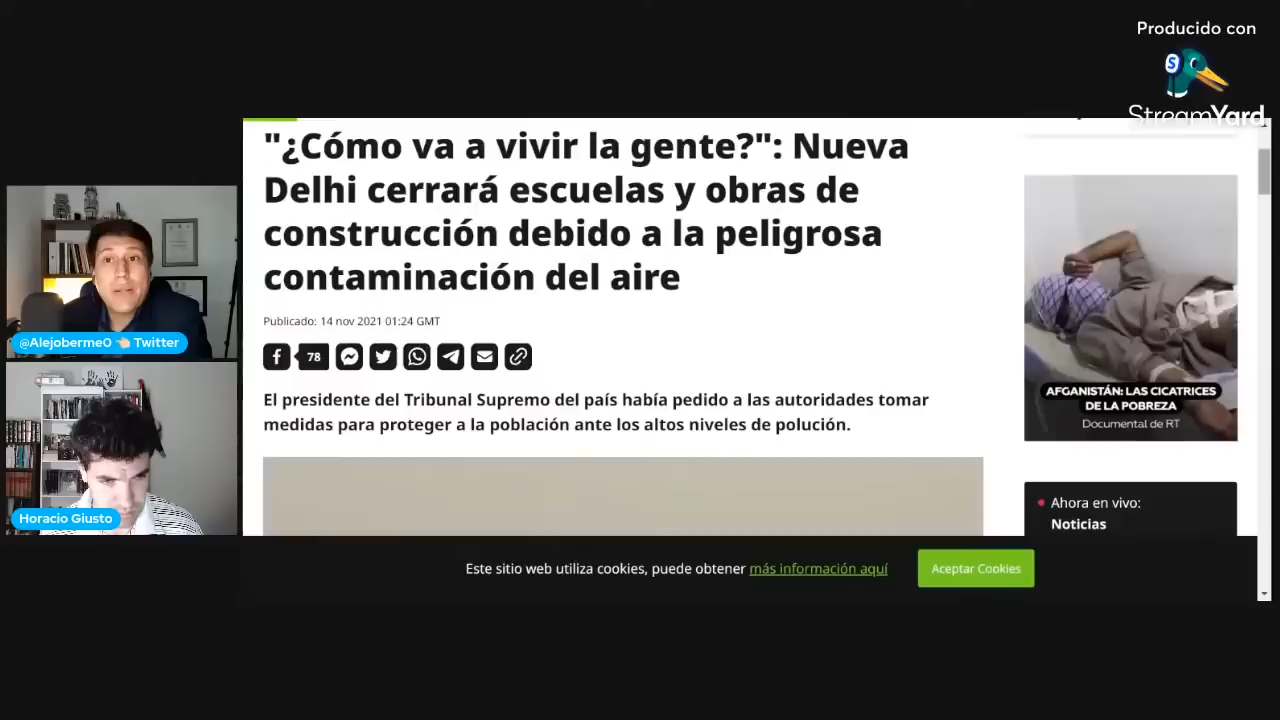 Producido con
StreamYard
"¿Cómo va a vivir la gente?": Nueva
Delhi cerrará escuelas y obras de
construcción debido a la peligrosa
contaminación del aire
Publicado: 14 nov 2021 01:24 GMT
78
El presidente del Tribunal Supremo del país había pedido a las autoridades tomar
medidas para proteger a la población ante los altos niveles de polución.
@Alejoberme0 👈🏻 Twitter
Horacio Giusto
AFGANISTÁN: LAS CICATRICES
DE LA POBREZA
Documental de RT
Ahora en vivo:
Noticias
Este sitio web utiliza cookies, puede obtener más información aquí
Aceptar Cookies